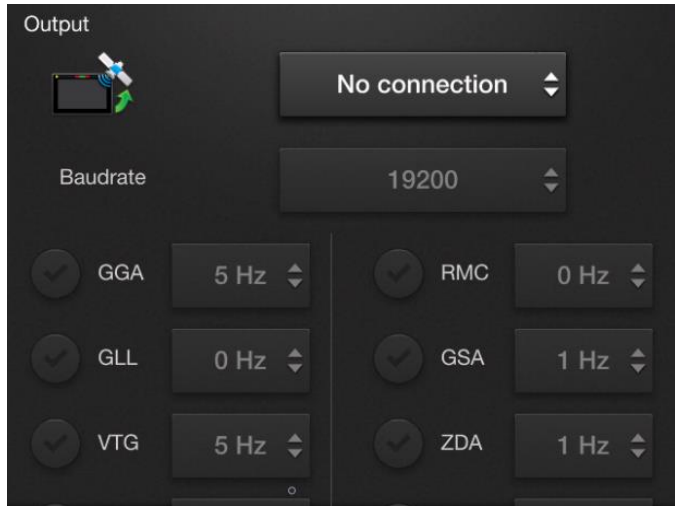 Output
No connection
Baudrate 19200
GGA 5 Hz RMC 0 Hz
GLL 0 Hz GSA 1 Hz
VTG 5 Hz ZDA 1 Hz